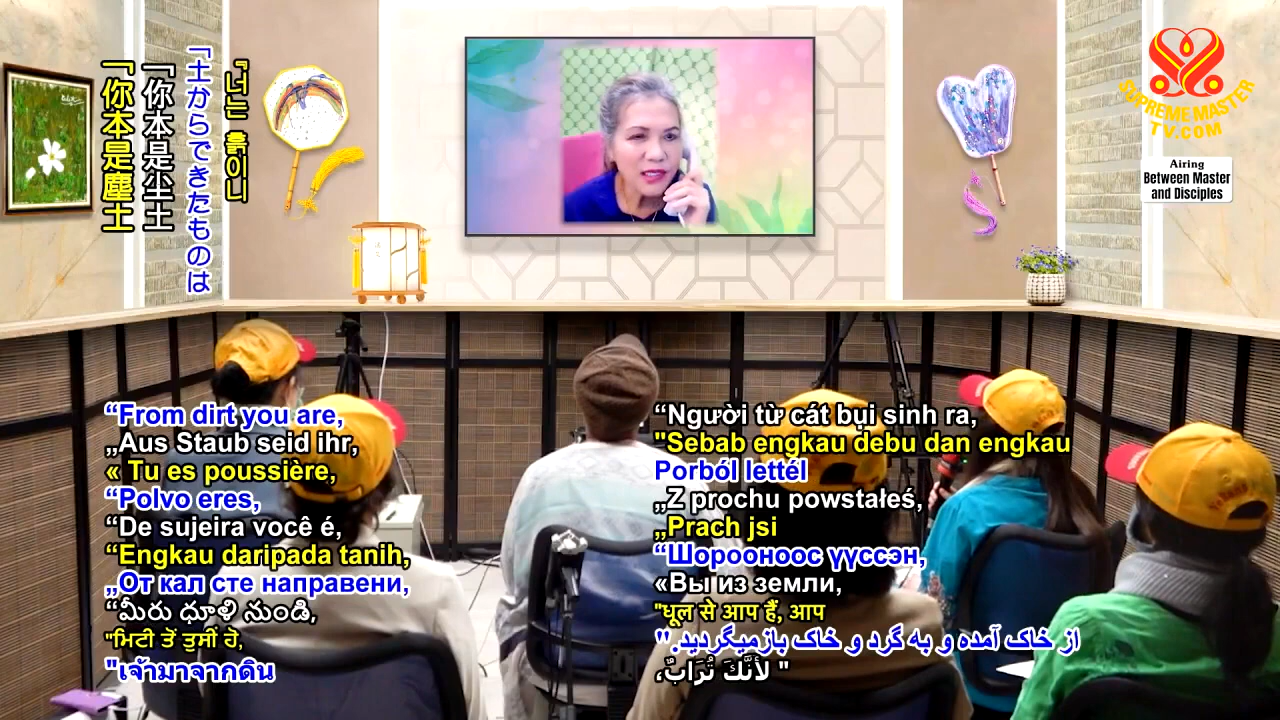 『너는 흙이니
「土からできたものは
「你本是尘土
「你本是塵土
SUPREME MASTER
TV.COM
Airing
Between Master
and Disciples
“From dirt you are,
„Aus Staub seid ihr,
« Tu es poussière,
“Polvo eres,
“De sujeira você é,
“Engkau daripada tanih,
„От кал сте направени,
“మీరు ధూళి నుండి,
"ਮਿਟੀ ਤੋਂ ਤੁਸੀਂ ਹੋ,
"เจ้ามาจากดิน
“Người từ cát bụi sinh ra,
"Sebab engkau debu dan engkau
Porból lettél
„Z prochu powstałeś,
„Prach jsi
“Шорооноос үүссэн,
«Вы из земли,
"धूल से आप हैं, आप
از خاک آمده و به گرد و خاک بازمیگردید."
" لأَنَّكَ تُرَابٌ،